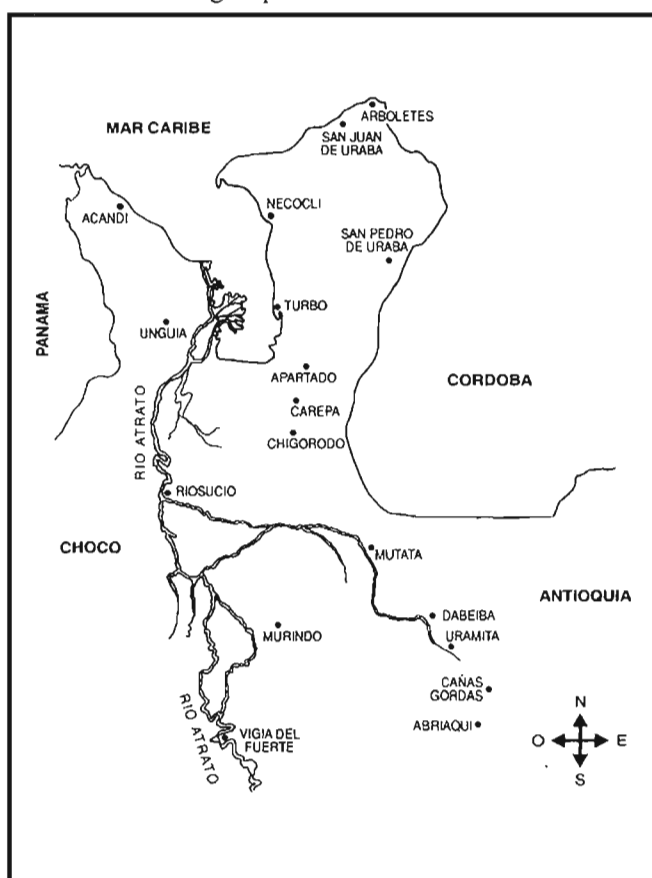 ARBOLETES
MAR CARIBE
SAN JUAN
DE URABA
NECOCLI
ACANDI
SAN PEDRO
DE URABA
TURBO
UNGUIA
PANAMA
APARTADO
CORDOBA
CAREPA
RIO ATRATO
CHIGORODO
RIOSUCIO
CHOCO
MUTATA
ANTIOQUIA
DABEIBA
MURINDO
URAMITA
CAÑAS
GORDAS
N
RIO ATRATO
ABRIAQUI
VIGIA DEL
FUERTE
O
E
S